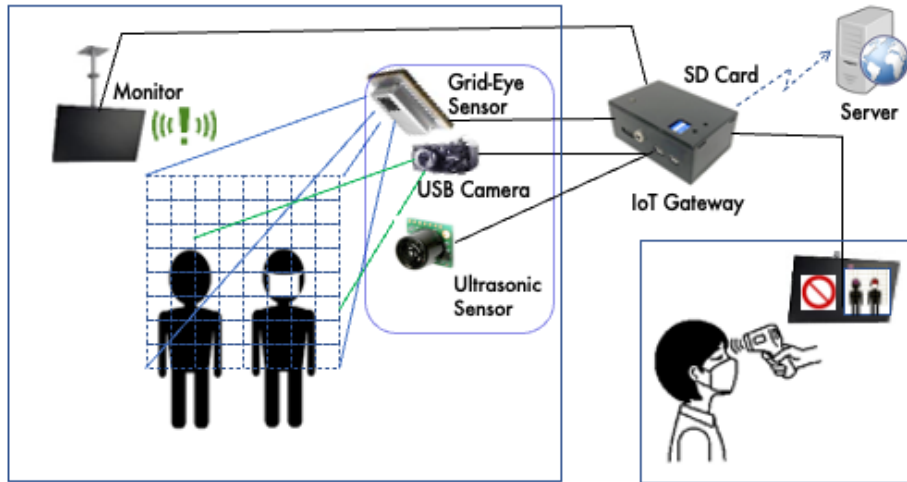 Monitor
Grid-Eye
Sensor
USB Camera
Ultrasonic
Sensor
SD Card
IoT Gateway
Server